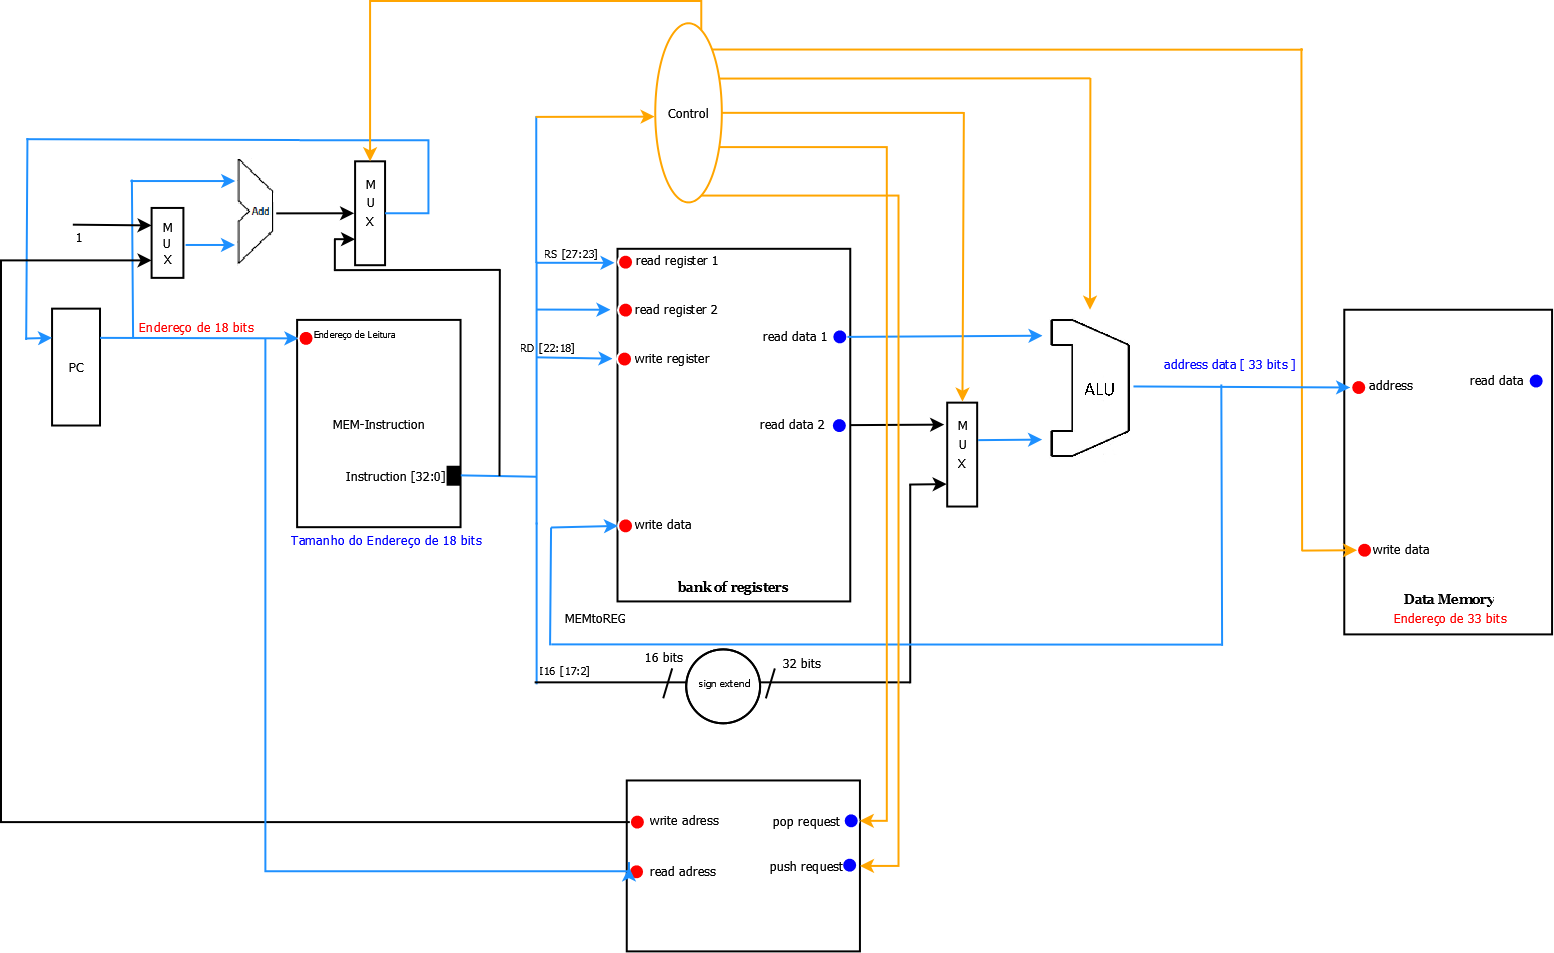 Control
M
U
X
Add
1
M
U
X
RS [27:23]
read register 1
read register 2
RD [22:18]
write register
read data 1
read data 2
write data
bank of registers
MEMtoREG
PC
Endereço de 18 bits
Endereço de Leitura
MEM-Instruction
Instruction [32:0]
Tamanho do Endereço de 18 bits
M
U
X
ALU
address data [ 33 bits ]
address
read data
write data
Data Memory
Endereço de 33 bits
I16 [17:2]
16 bits
sign extend
32 bits
write adress
pop request
read adress
push request